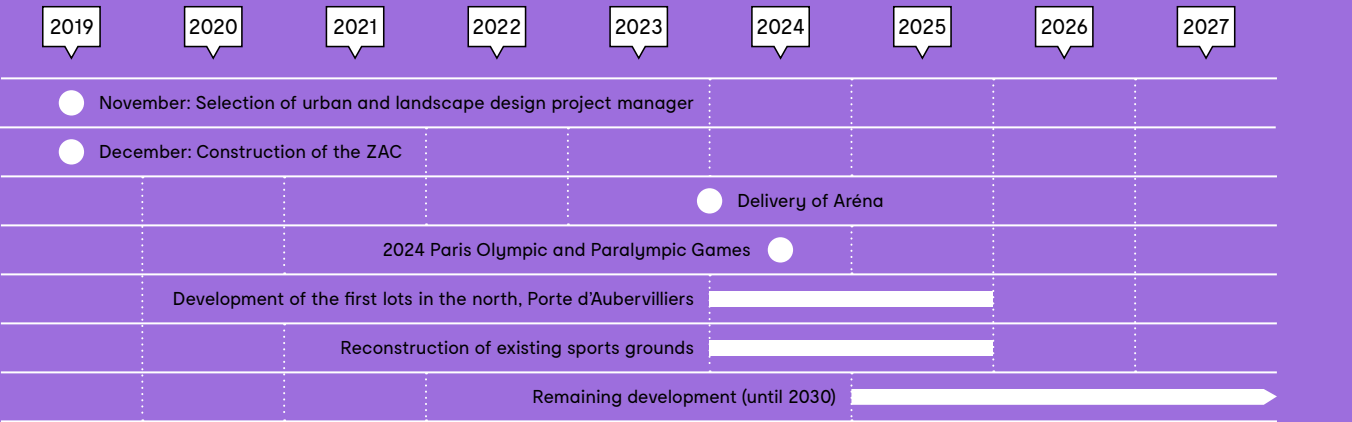 2019 2020 2021 2022 2023 2024 2025 2026 2027
November: Selection of urban and landscape design project manager
December: Construction of the ZAC
Delivery of Aréna
2024 Paris Olympic and Paralympic Games
Development of the first lots in the north, Porte d'Aubervilliers
Reconstruction of existing sports grounds
Remaining development (until 2030)